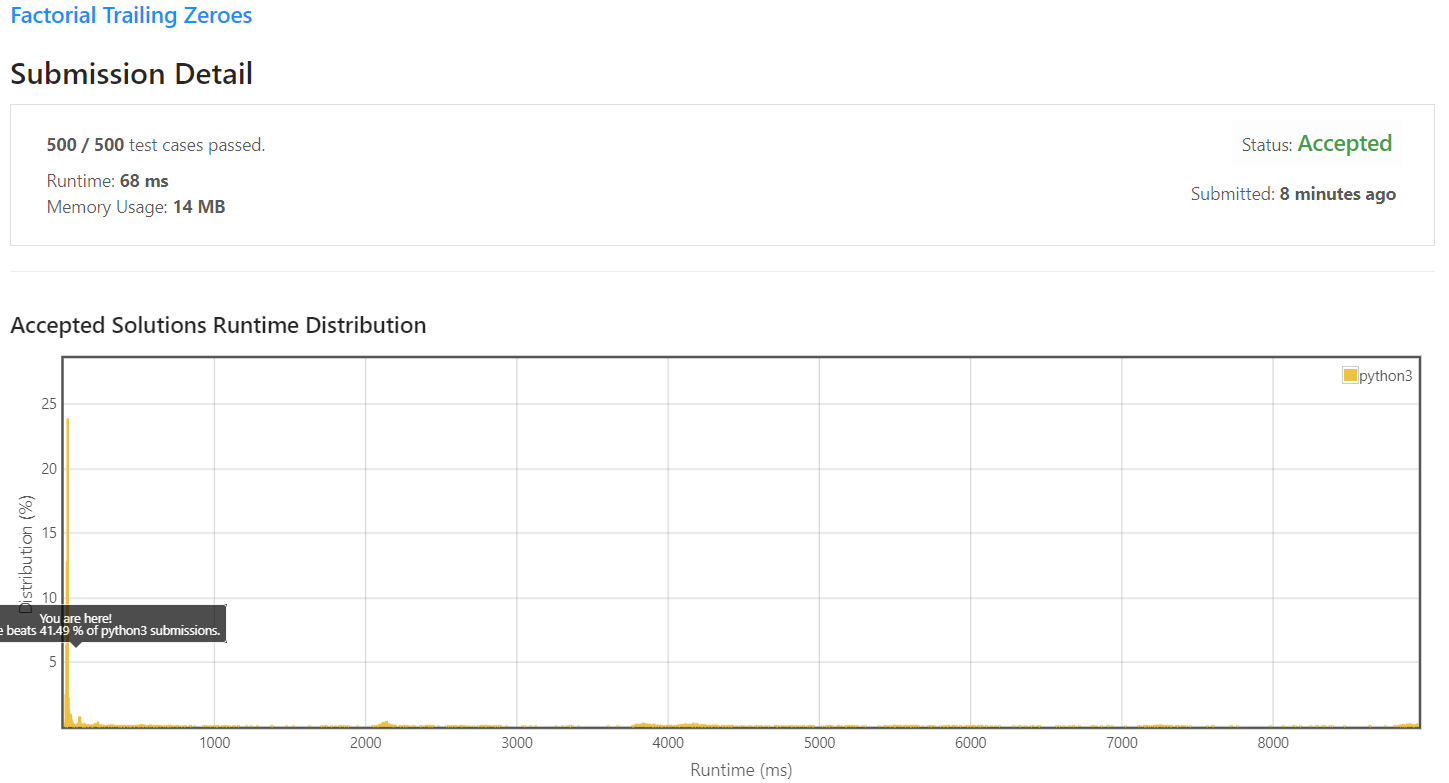 Factorial Trailing Zeroes
Submission Detail
500 / 500 test cases passed.
Status: Accepted
Runtime: 68 ms
Memory Usage: 14 MB
Submitted: 8 minutes ago
Accepted Solutions Runtime Distribution
python3
Distribution (%)
25
20
15
10
5
You are here!
e beats 41.49 % of python3 submissions.
1000 2000 3000 4000 5000 6000 7000 8000
Runtime (ms)